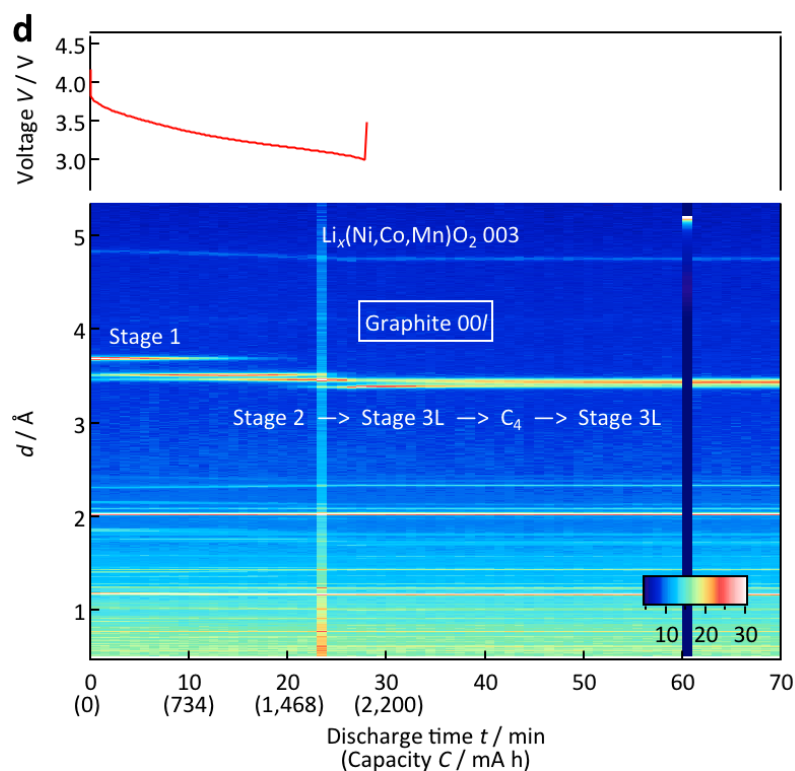 d
Voltage V / V
4.5
4.0
3.5
3.0
Liₓ(Ni,Co,Mn)O₂ 003
Graphite 00l
Stage 1
Stage 2 —> Stage 3L —> C₄ —> Stage 3L
d / Å
5
4
3
2
1
10 20 30
0 10 20 30 40 50 60 70
(0) (734) (1,468) (2,200)
Discharge time t / min
(Capacity C / mA h)